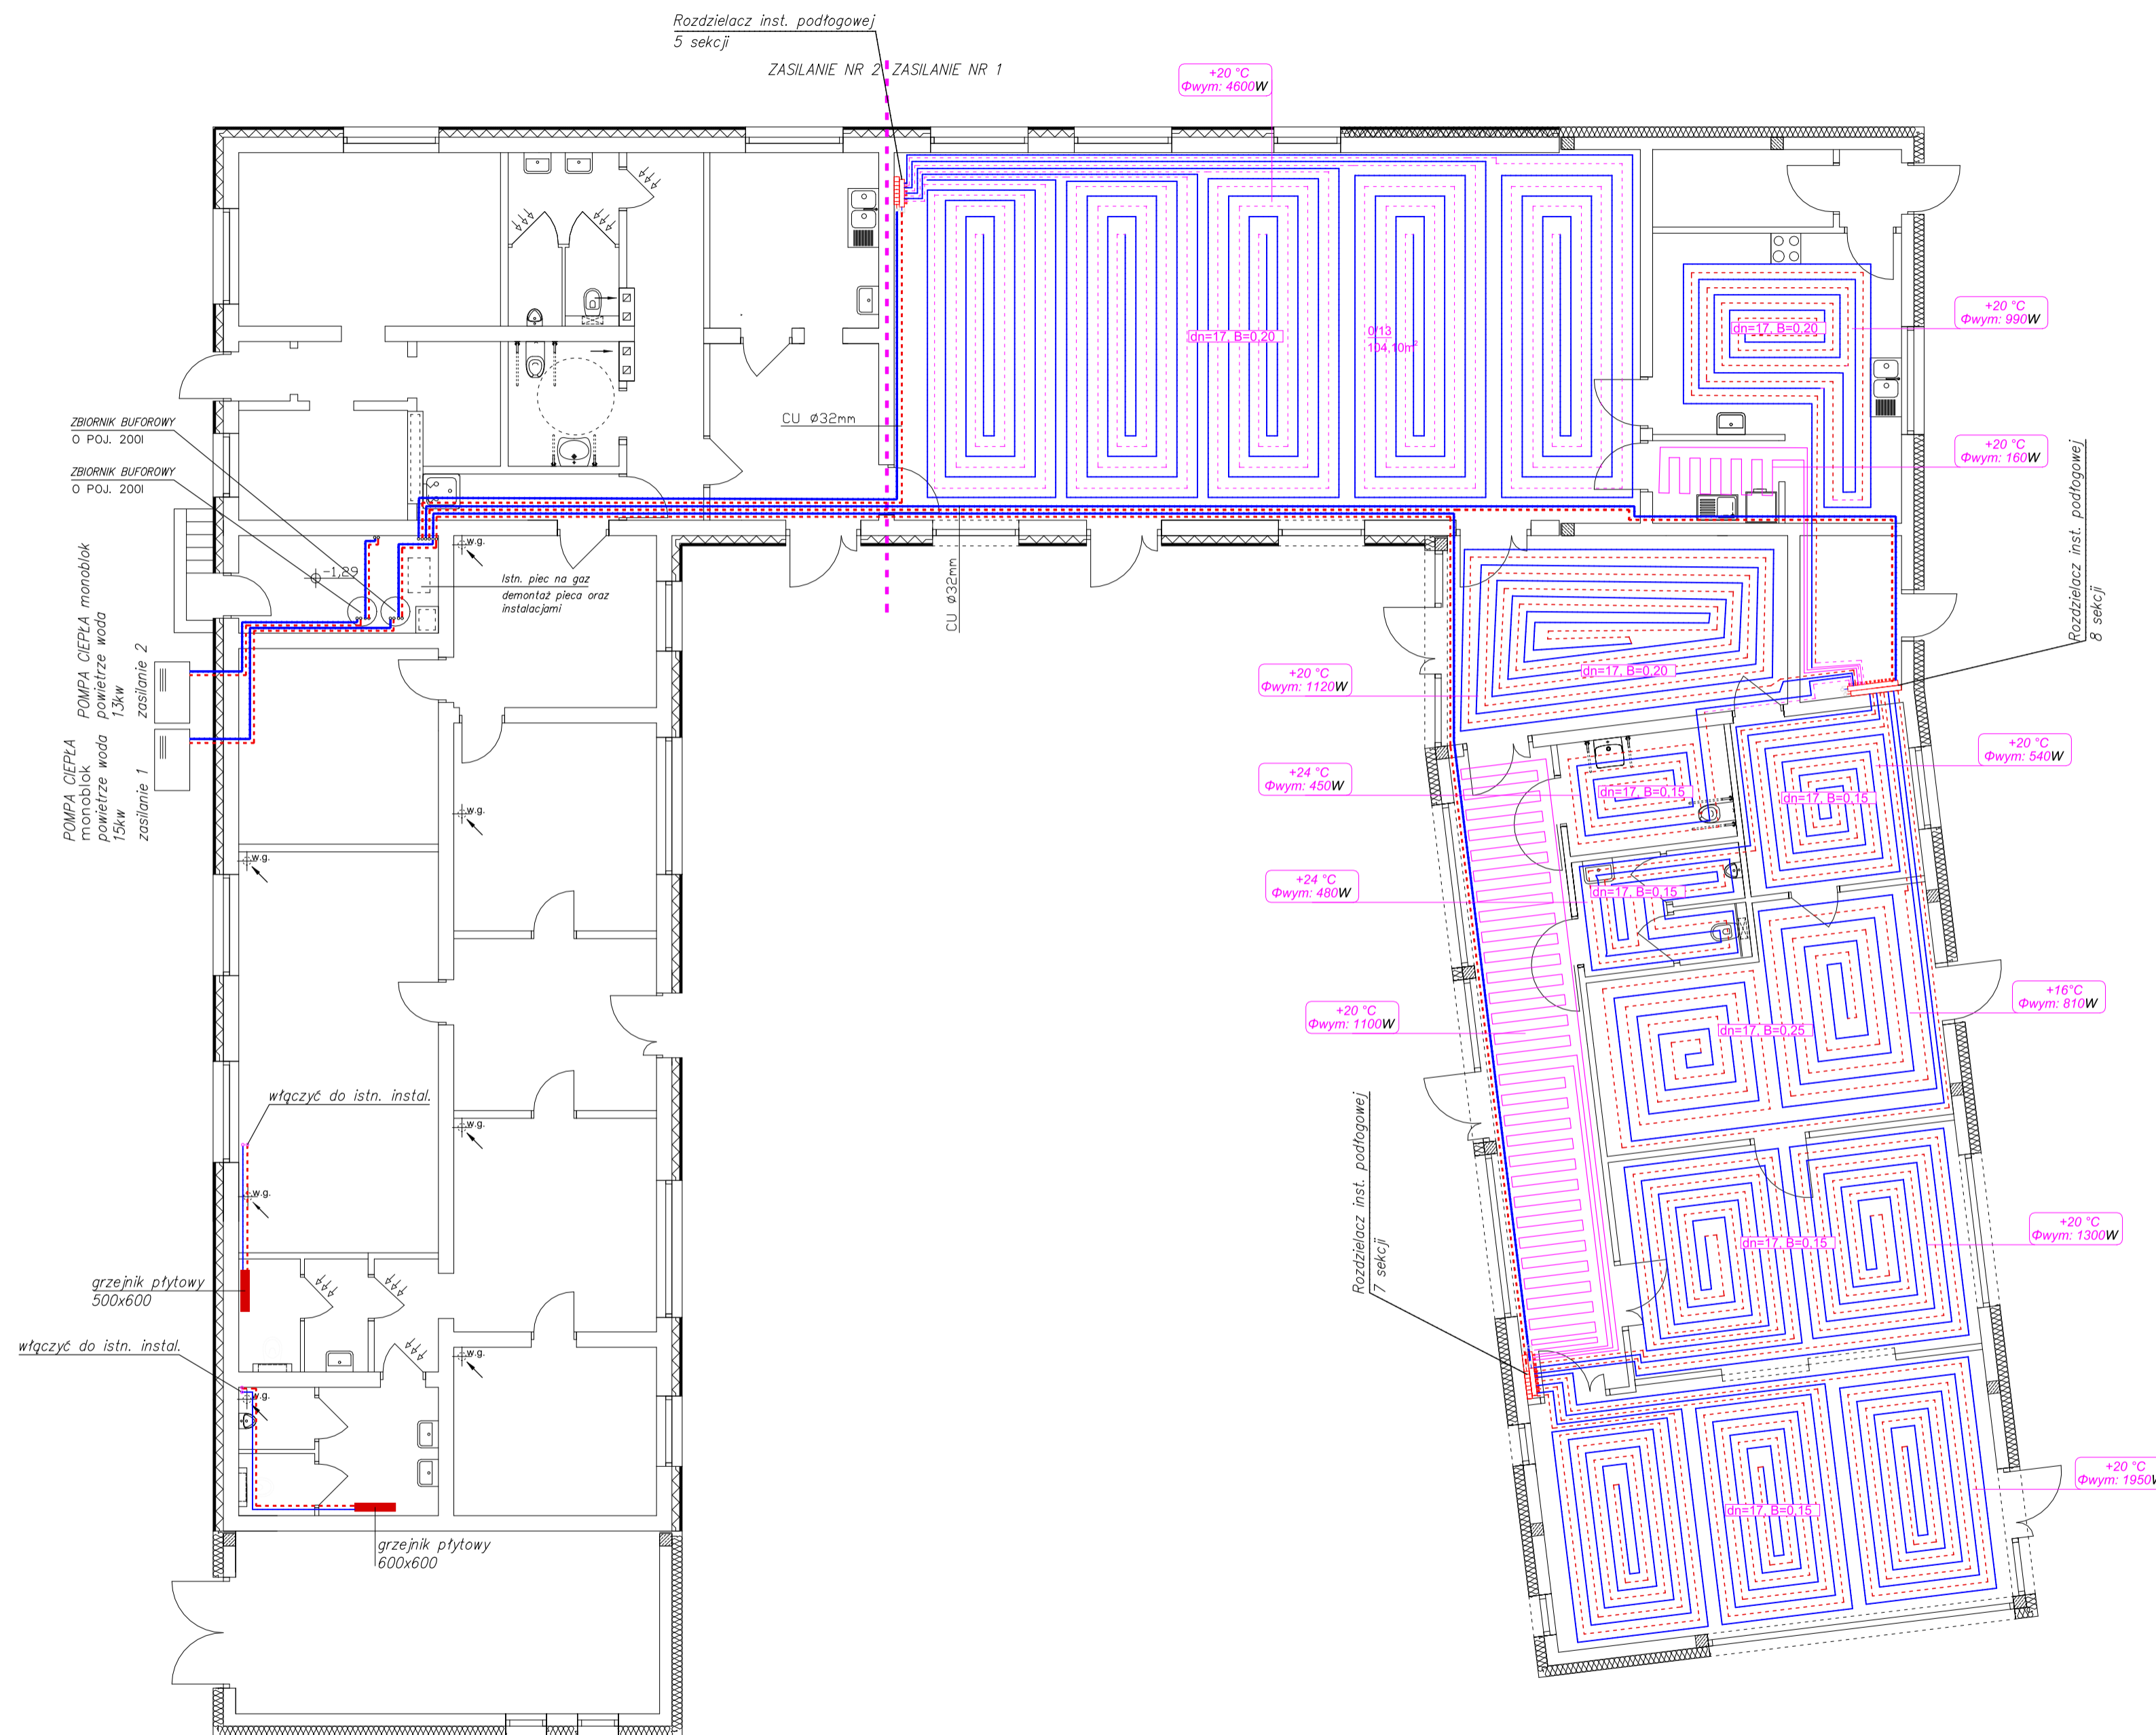 Rozdzielacz inst. podłogowej
5 sekcji
ZASILANIE NR 2
ZASILANIE NR 1
+20 °C
Φwym: 4600W
+20 °C
Φwym: 990W
dn=17, B=0,20
dn=17, B=0,20
0/13
104,10m²
CU Ø32mm
ZBIORNIK BUFOROWY
O POJ. 200l
ZBIORNIK BUFOROWY
O POJ. 200l
+20 °C
Φwym: 160W
Rozdzielacz inst. podłogowej
8 sekcji
w.g.
-1,29
Istn. piec na gaz
demontaż pieca oraz
instalacjami
CU Ø32mm
POMPA CIEPŁA monoblok
powietrze woda
13kw
zasilanie 2
POMPA CIEPŁA
monoblok
powietrze woda
15kw
zasilanie 1
+20 °C
Φwym: 1120W
dn=17, B=0,20
+20 °C
Φwym: 540W
+24 °C
Φwym: 450W
dn=17, B=0,15
dn=17, B=0,15
w.g.
w.g.
+24 °C
Φwym: 480W
dn=17, B=0,15
+16°C
Φwym: 810W
+20 °C
Φwym: 1100W
dn=17, B=0,25
włączyć do istn. instal.
w.g.
w.g.
Rozdzielacz inst. podłogowej
7 sekcji
+20 °C
Φwym: 1300W
dn=17, B=0,15
grzejnik płytowy
500x600
włączyć do istn. instal.
w.g.
w.g.
+20 °C
Φwym: 1950W
dn=17, B=0,15
grzejnik płytowy
600x600